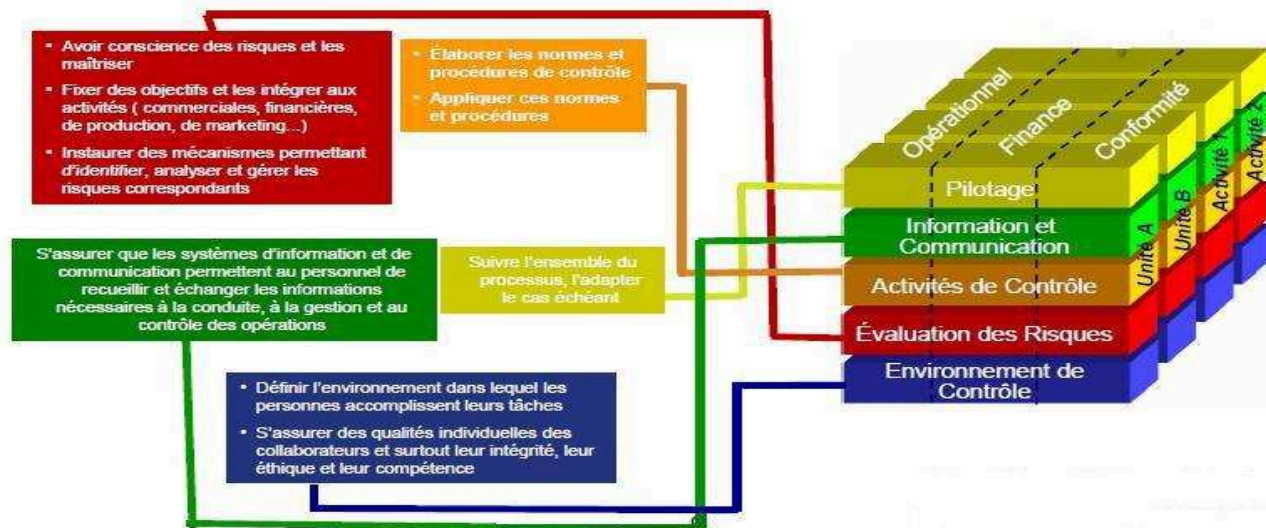 • Avoir conscience des risques et les
maîtriser
• Fixer des objectifs et les intégrer aux
activités ( commerciales, financières,
de production, de marketing...)
• Instaurer des mécanismes permettant
d'identifier, analyser et gérer les
risques correspondants
• Élaborer les normes et
procédures de contrôle
• Appliquer ces normes
et procédures
S'assurer que les systèmes d'information et de
communication permettent au personnel de
recueillir et échanger les informations
nécessaires à la conduite, à la gestion et au
contrôle des opérations
Suivre l'ensemble du
processus, l'adapter
le cas échéant
• Définir l'environnement dans lequel les
personnes accomplissent leurs tâches
• S'assurer des qualités individuelles des
collaborateurs et surtout leur intégrité, leur
éthique et leur compétence
Opérationnel
Finance
Conformité
Pilotage
Information et
Communication
Activités de Contrôle
Évaluation des Risques
Environnement de
Contrôle
Unité A
Unité B
Activité 1
Activité 2